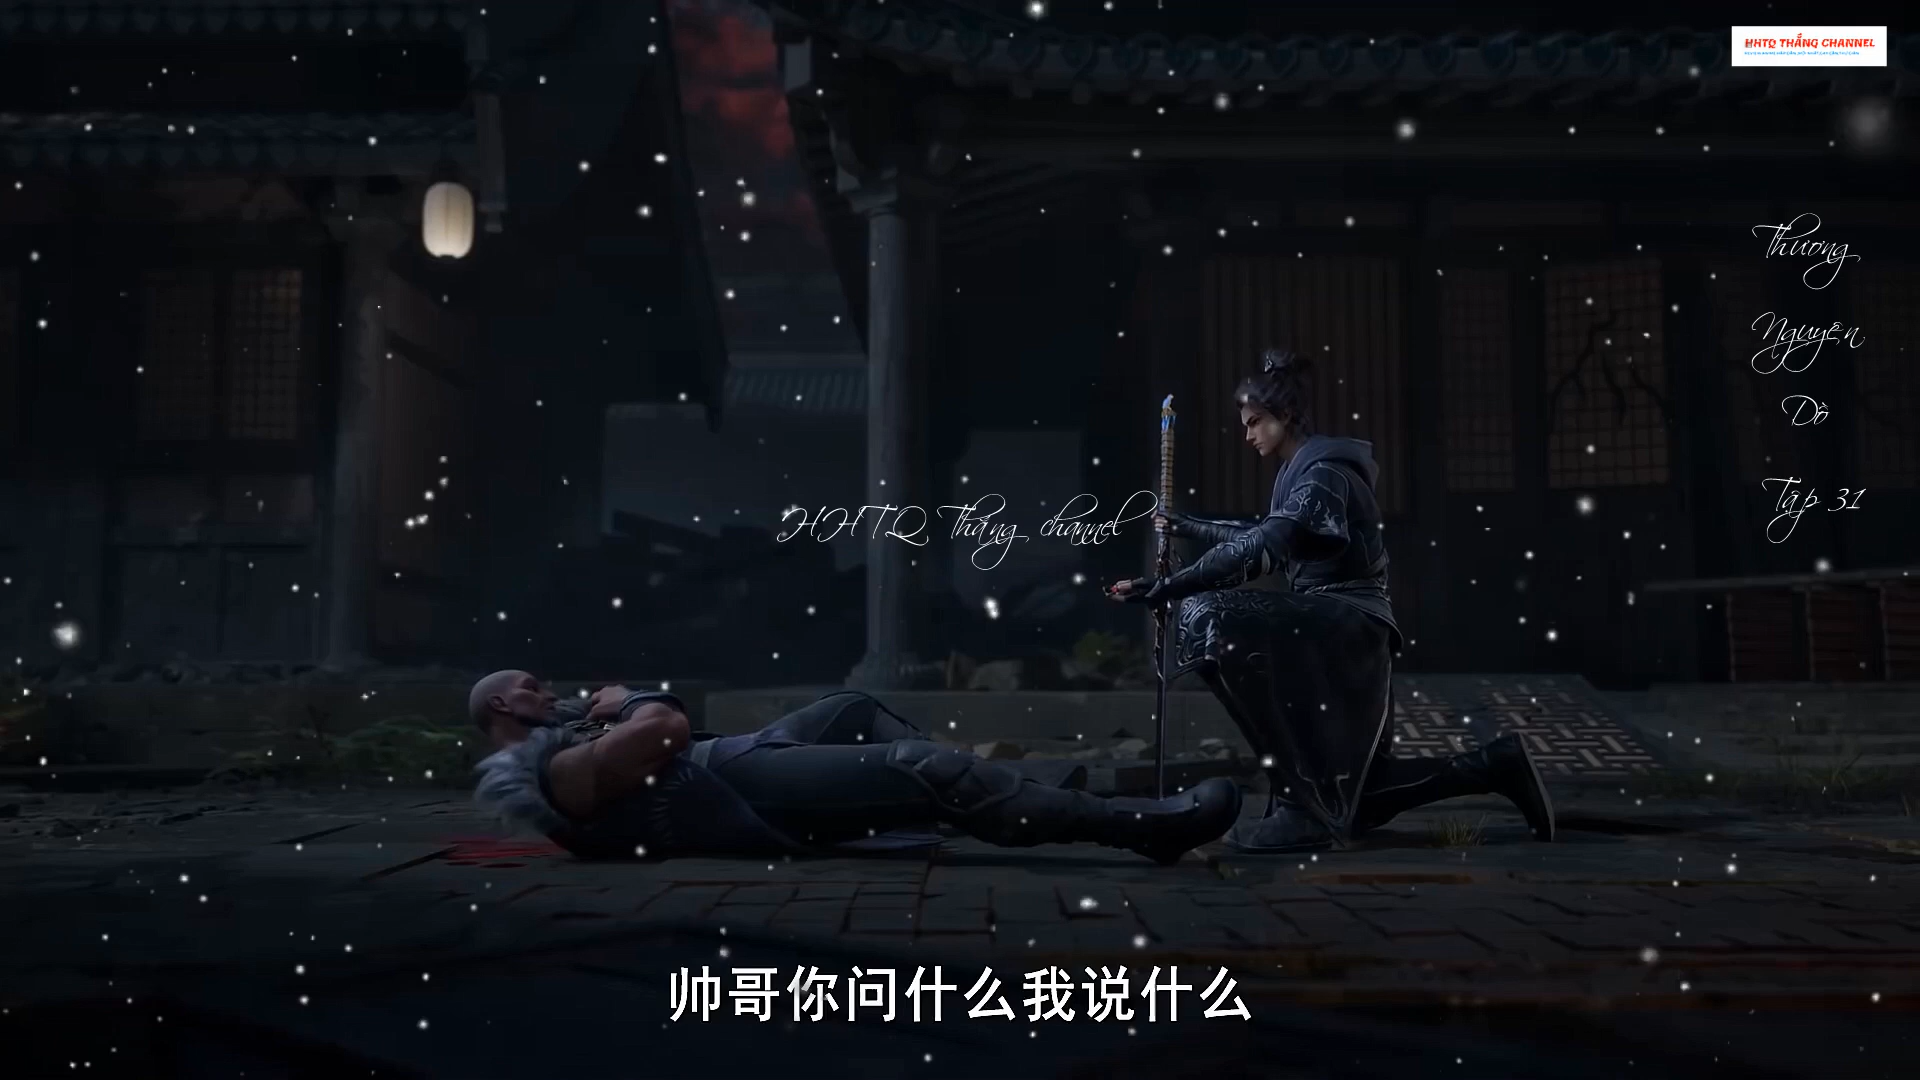 HHTQ THẮNG CHANNEL
Thương
Nguyên
Đồ
Tập 31
HHTQ Thắng channel
帅哥你问什么我说什么